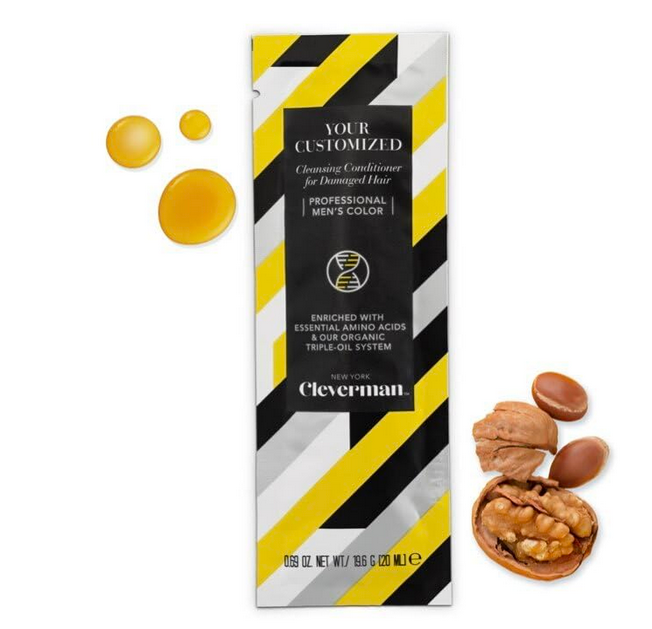 YOUR
CUSTOMIZED
Cleansing Conditioner
for Damaged Hair
PROFESSIONAL
MEN'S COLOR
ENRICHED WITH
ESSENTIAL AMINO ACIDS
& OUR ORGANIC
TRIPLE-OIL SYSTEM
NEW YORK
Cleverman™
0.69 OZ. NET WT/ 19.6 G [20 ML] ℮